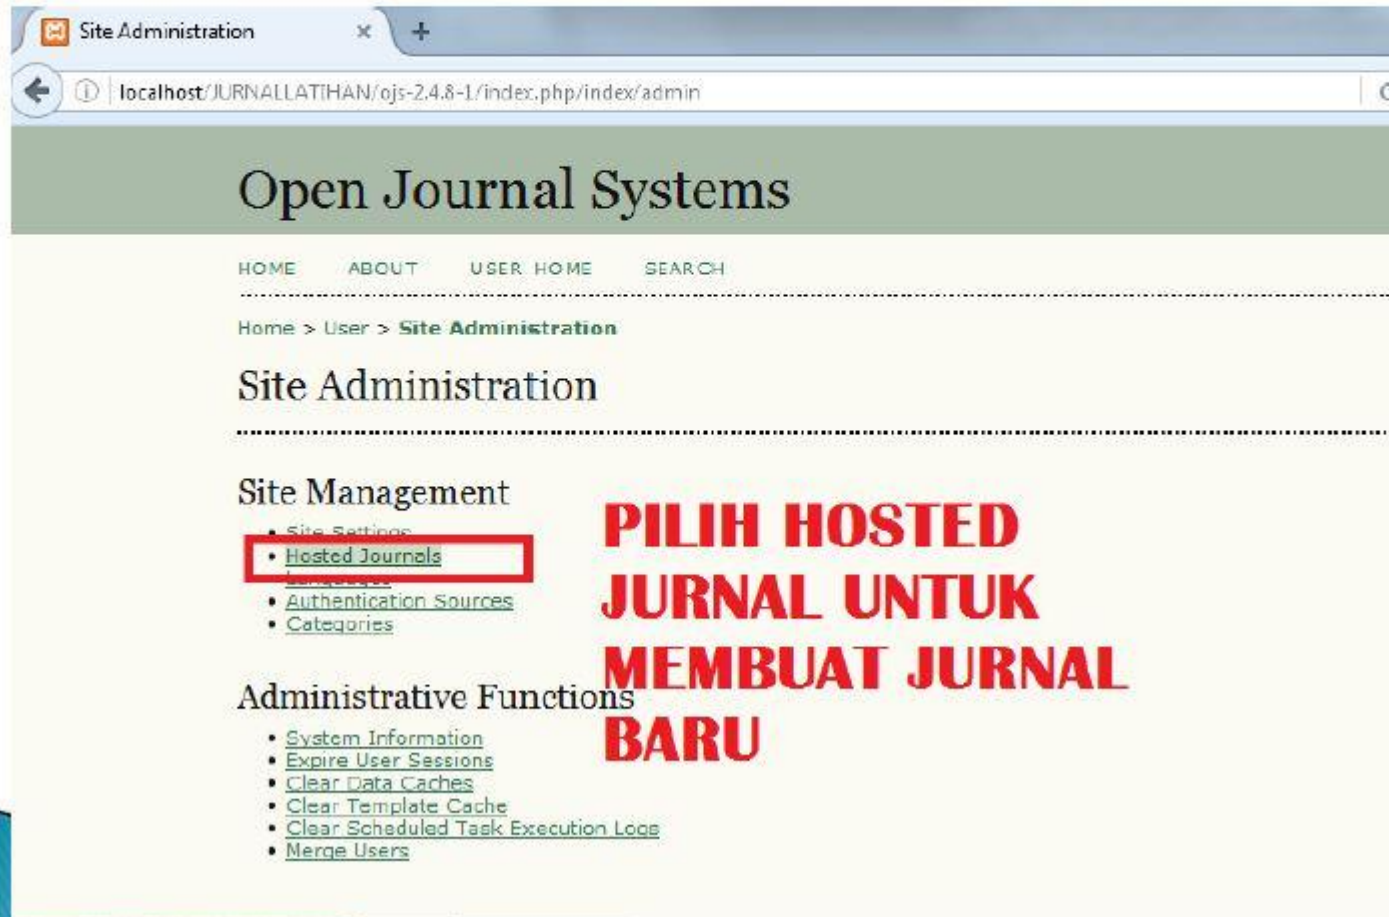 Site Administration
localhost/JURNALLATIHAN/ojs-2.4.8-1/index.php/index/admin
Open Journal Systems
HOME ABOUT USER HOME SEARCH
Home > User > Site Administration
Site Administration
Site Management
Site Settings
Hosted Journals
Languages
Authentication Sources
Categories
PILIH HOSTED
JURNAL UNTUK
MEMBUAT JURNAL
BARU
Administrative Functions
System Information
Expire User Sessions
Clear Data Caches
Clear Template Cache
Clear Scheduled Task Execution Logs
Merge Users